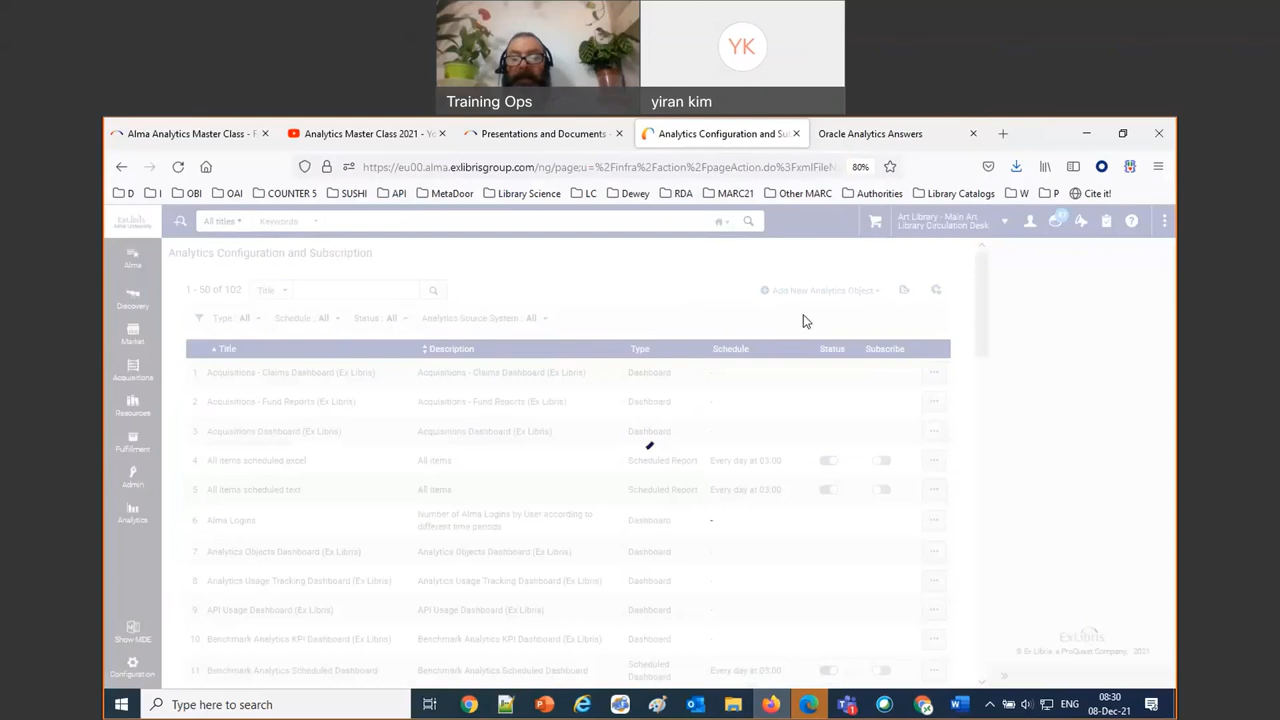 YK
Training Ops
yiran kim
Alma Analytics Master Class - F
Analytics Master Class 2021 - Yo
Presentations and Documents -
Analytics Configuration and Su
Oracle Analytics Answers
https://eu00.alma.exlibrisgroup.com/ng/page;u=%2Finfra%2Faction%2FpageAction.do%3FxmlFileN
80%
D
I
OBI
OAI
COUNTER 5
SUSHI
API
MetaDoor
Library Science
LC
Dewey
RDA
MARC21
Other MARC
Authorities
Library Catalogs
W
P
Cite it!
ExLibris
Alma University
All titles
Keywords
Art Library - Main Art
Library Circulation Desk
Alma
Discovery
Market
Acquisitions
Resources
Fulfillment
Admin
Analytics
Show MDE
Configuration
Analytics Configuration and Subscription
1 - 50 of 102
Title
Add New Analytics Object
Type : All
Schedule : All
Status : All
Analytics Source System : All
Title Description Type Schedule Status Subscribe
1 Acquisitions - Claims Dashboard (Ex Libris) Acquisitions - Claims Dashboard (Ex Libris) Dashboard -
2 Acquisitions - Fund Reports (Ex Libris) Acquisitions - Fund Reports (Ex Libris) Dashboard -
3 Acquisitions Dashboard (Ex Libris) Acquisitions Dashboard (Ex Libris) Dashboard -
4 All items scheduled excel All items Scheduled Report Every day at 03:00
5 All items scheduled text All items Scheduled Report Every day at 03:00
6 Alma Logins Number of Alma Logins by User according to Dashboard -
different time periods
7 Analytics Objects Dashboard (Ex Libris) Analytics Objects Dashboard (Ex Libris) Dashboard -
8 Analytics Usage Tracking Dashboard (Ex Libris) Analytics Usage Tracking Dashboard (Ex Libris) Dashboard -
9 API Usage Dashboard (Ex Libris) API Usage Dashboard (Ex Libris) Dashboard -
10 Benchmark Analytics KPI Dashboard (Ex Libris) Benchmark Analytics KPI Dashboard (Ex Libris) Dashboard -
11 Benchmark Analytics Scheduled Dashboard Benchmark Analytics Scheduled Dashboard Scheduled Dashboard Every day at 03:00
ExLibris
© Ex Libris, a ProQuest Company, 2021
Type here to search
ENG
08:30
08-Dec-21